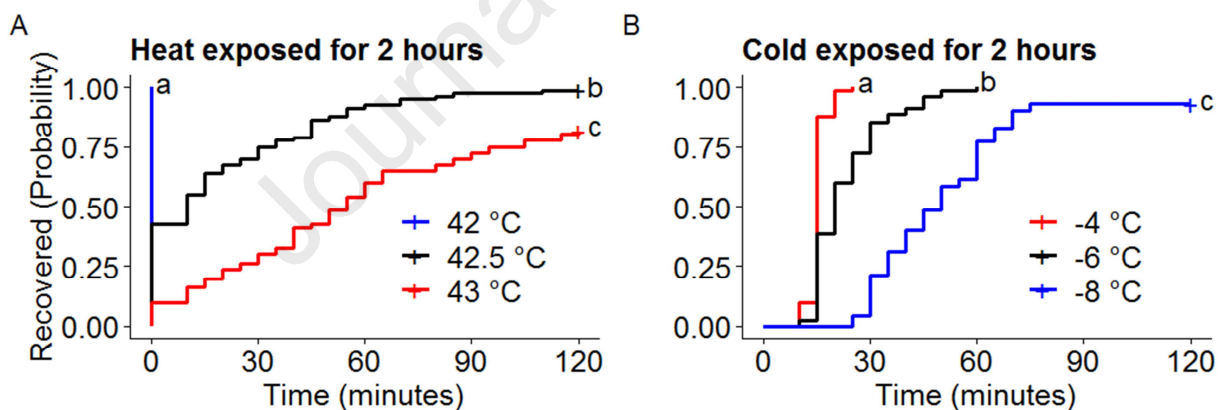 A
Heat exposed for 2 hours
Recovered (Probability)
1.00
0.75
0.50
0.25
0.00
a
b
c
42 °C
42.5 °C
43 °C
0 30 60 90 120
Time (minutes)
B
Cold exposed for 2 hours
1.00
0.75
0.50
0.25
0.00
a
b
c
-4 °C
-6 °C
-8 °C
0 30 60 90 120
Time (minutes)
Journa